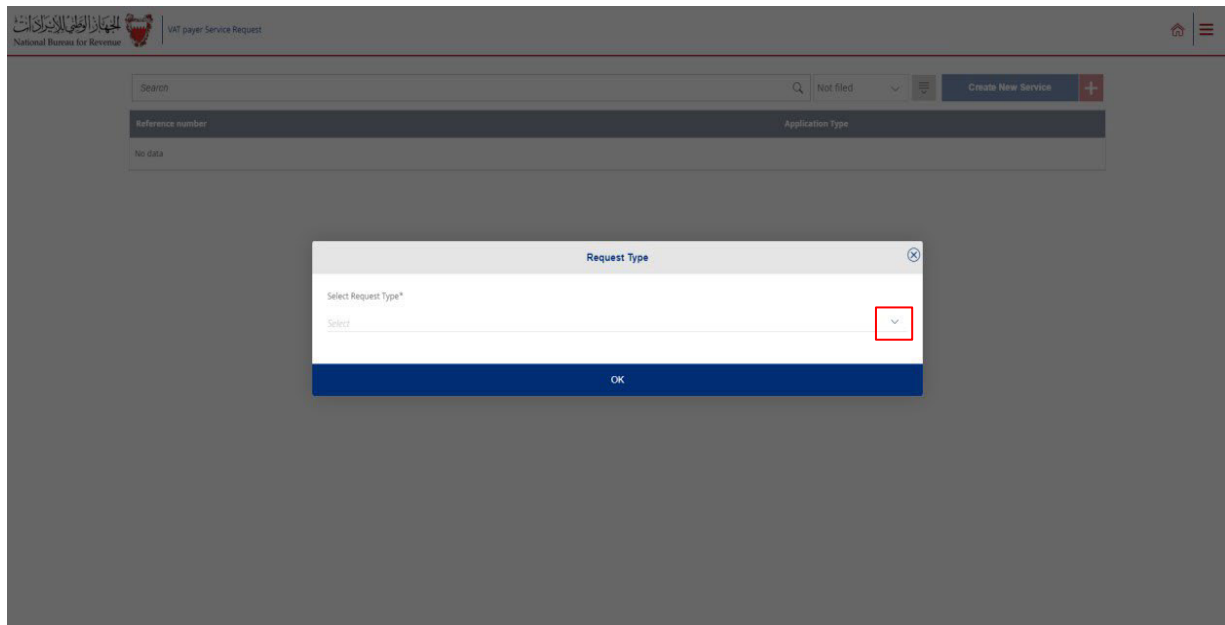 الجهاز الوطني للإيرادات
National Bureau for Revenue
VAT payer Service Request
Search
Not filed
Create New Service
Reference number
Application Type
No data
Request Type
Select Request Type*
Select
OK